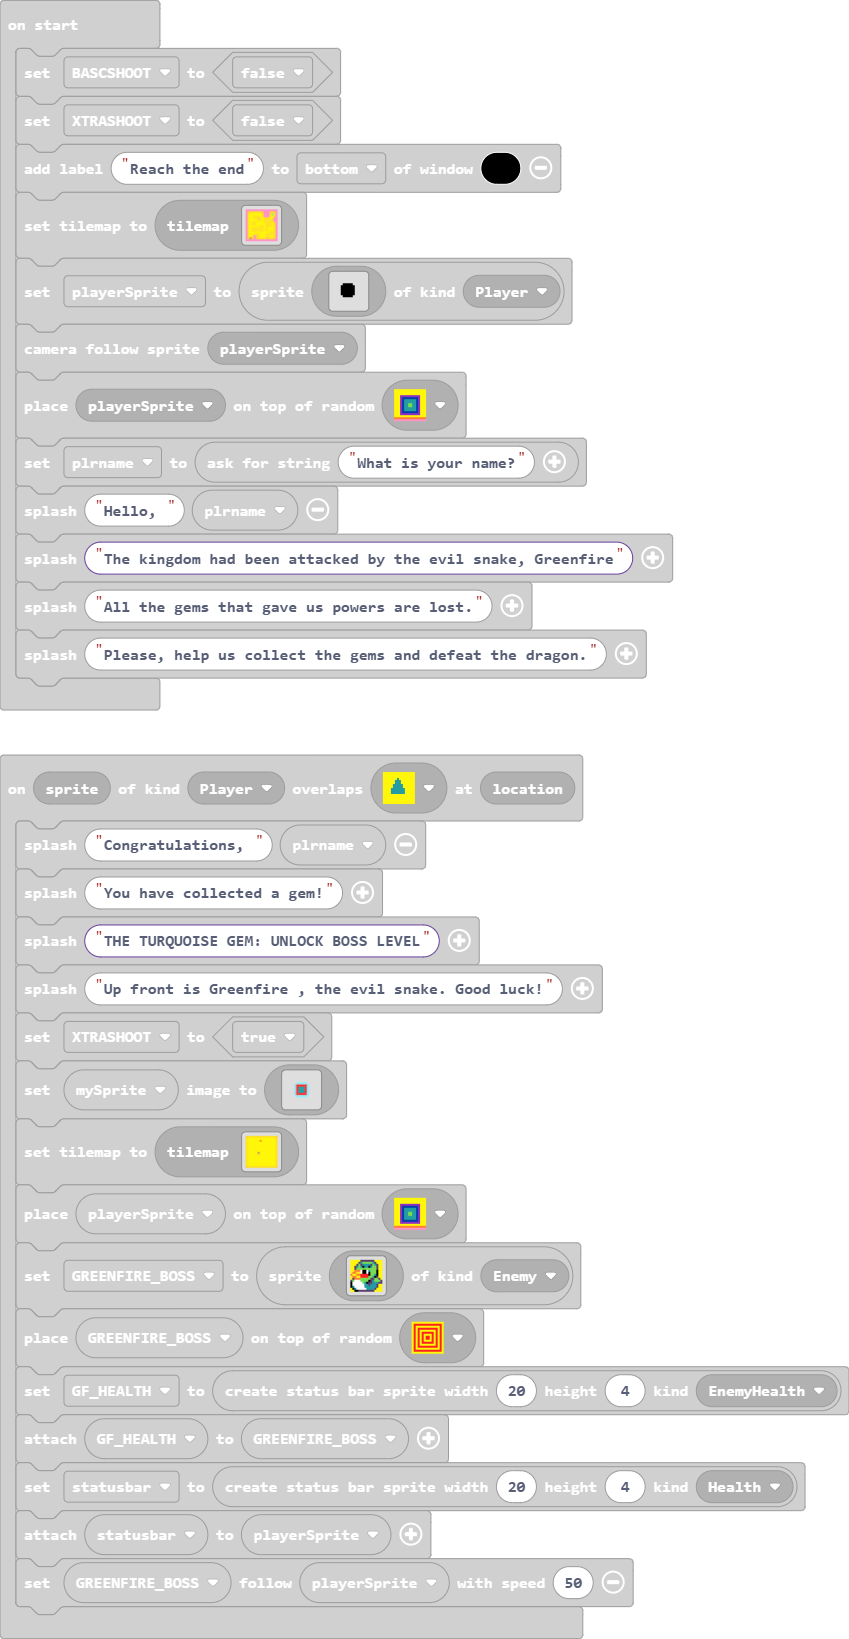 on start
set BASCSHOOT to false
set XTRASHOOT to false
add label "Reach the end" to bottom of window
set tilemap to tilemap
set playerSprite to sprite of kind Player
camera follow sprite playerSprite
place playerSprite on top of random
set plrname to ask for string "What is your name?"
splash "Hello, " plrname
splash "The kingdom had been attacked by the evil snake, Greenfire"
splash "All the gems that gave us powers are lost."
splash "Please, help us collect the gems and defeat the dragon."
on sprite of kind Player overlaps at location
splash "Congratulations, " plrname
splash "You have collected a gem!"
splash "THE TURQUOISE GEM: UNLOCK BOSS LEVEL"
splash "Up front is Greenfire , the evil snake. Good luck!"
set XTRASHOOT to true
set mySprite image to
set tilemap to tilemap
place playerSprite on top of random
set GREENFIRE_BOSS to sprite of kind Enemy
place GREENFIRE_BOSS on top of random
set GF_HEALTH to create status bar sprite width 20 height 4 kind EnemyHealth
attach GF_HEALTH to GREENFIRE_BOSS
set statusbar to create status bar sprite width 20 height 4 kind Health
attach statusbar to playerSprite
set GREENFIRE_BOSS follow playerSprite with speed 50